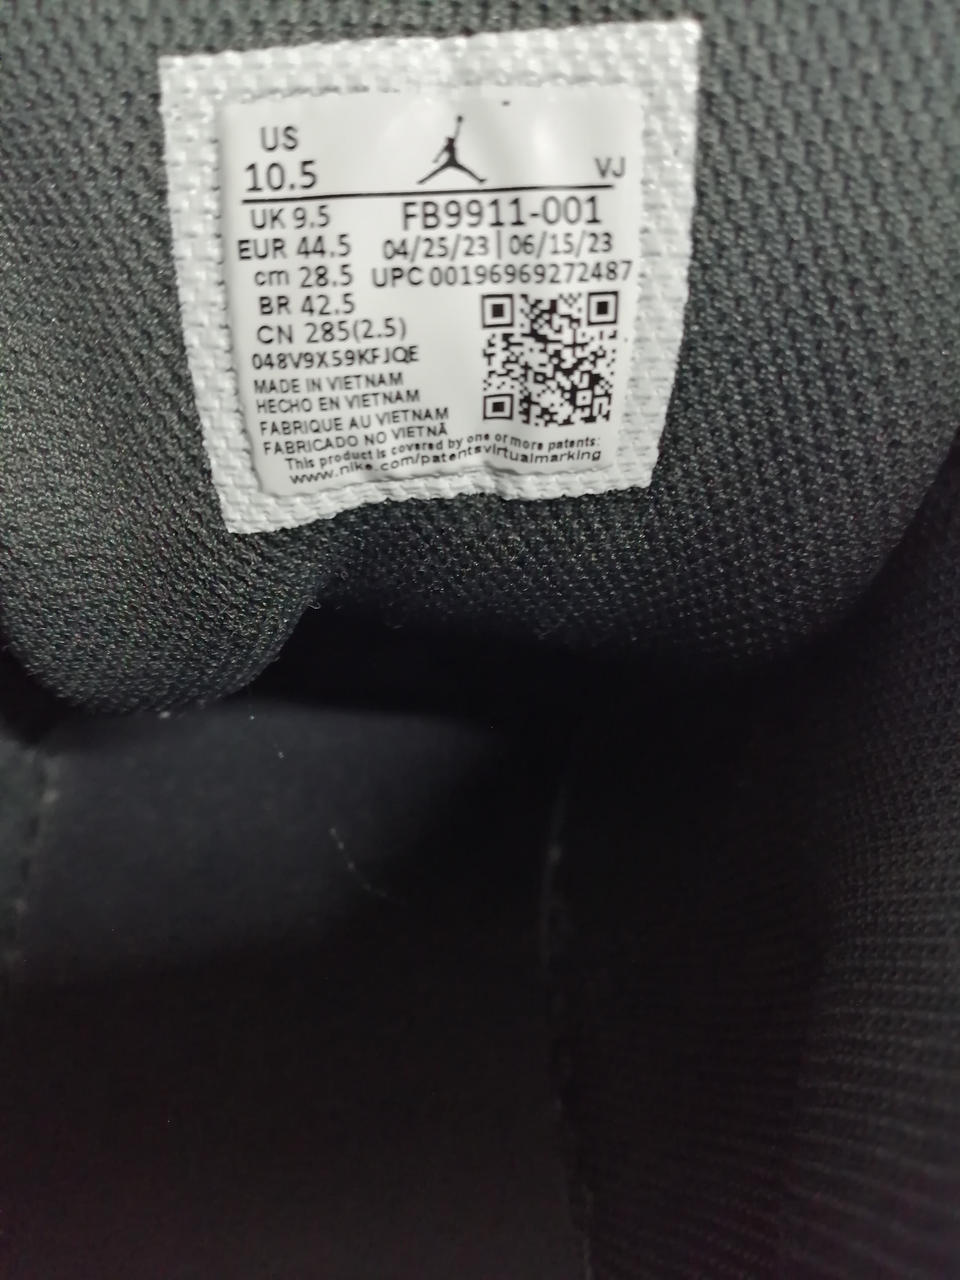 US
10.5
VJ
UK 9.5
FB9911-001
EUR 44.5
04/25/23 | 06/15/23
cm 28.5
UPC 00196969272487
BR 42.5
CN 285(2.5)
048V9X59KFJQE
MADE IN VIETNAM
HECHO EN VIETNAM
FABRIQUE AU VIETNAM
FABRICADO NO VIETNÃ
This product is covered by one or more patents:
www.nike.com/patentsvirtualmarking